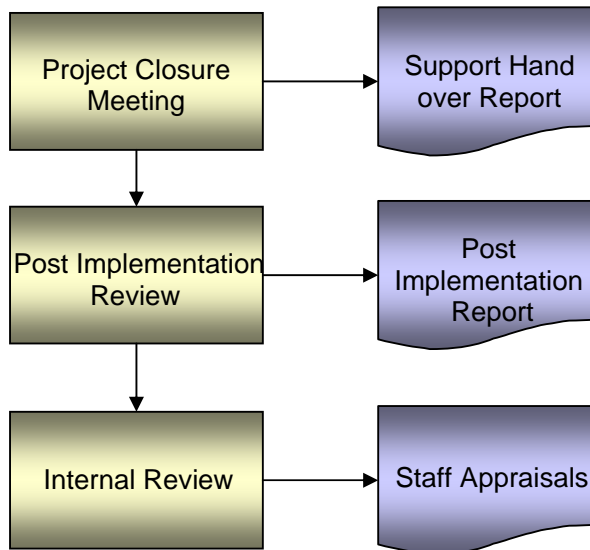 Project Closure
Meeting
Support Hand
over Report
Post Implementation
Review
Post
Implementation
Report
Internal Review
Staff Appraisals